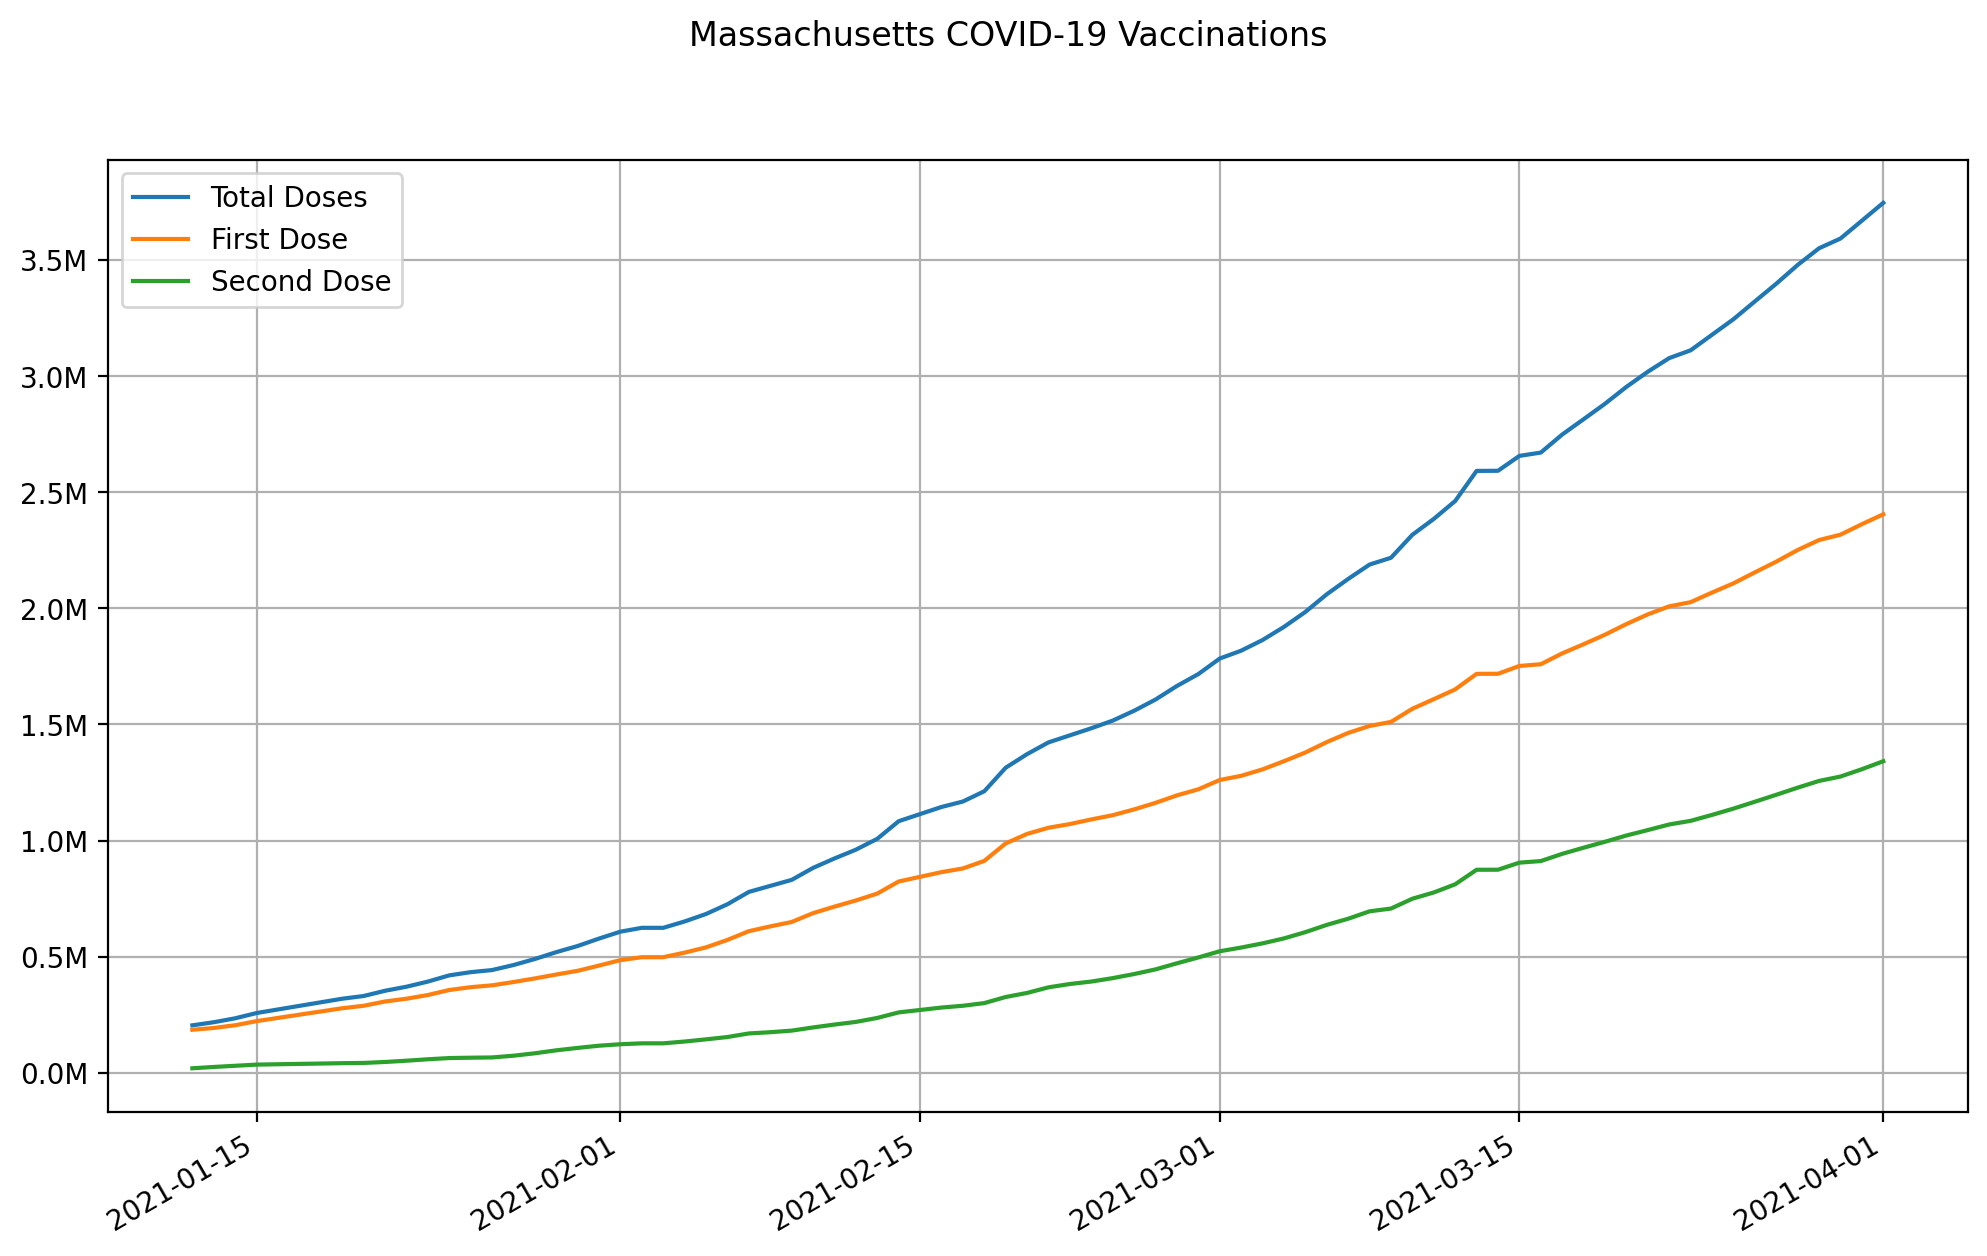 Massachusetts COVID-19 Vaccinations
Total Doses
First Dose
Second Dose
3.5M
3.0M
2.5M
2.0M
1.5M
1.0M
0.5M
0.0M
2021-01-15
2021-02-01
2021-02-15
2021-03-01
2021-03-15
2021-04-01